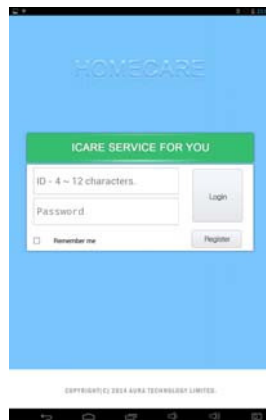 HOMECARE
ICARE SERVICE FOR YOU
ID - 4 ~ 12 characters.
Login
Password
Remember me
Register
COPYRIGHT(C) 2014 AURA TECHNOLOGY LIMITED.